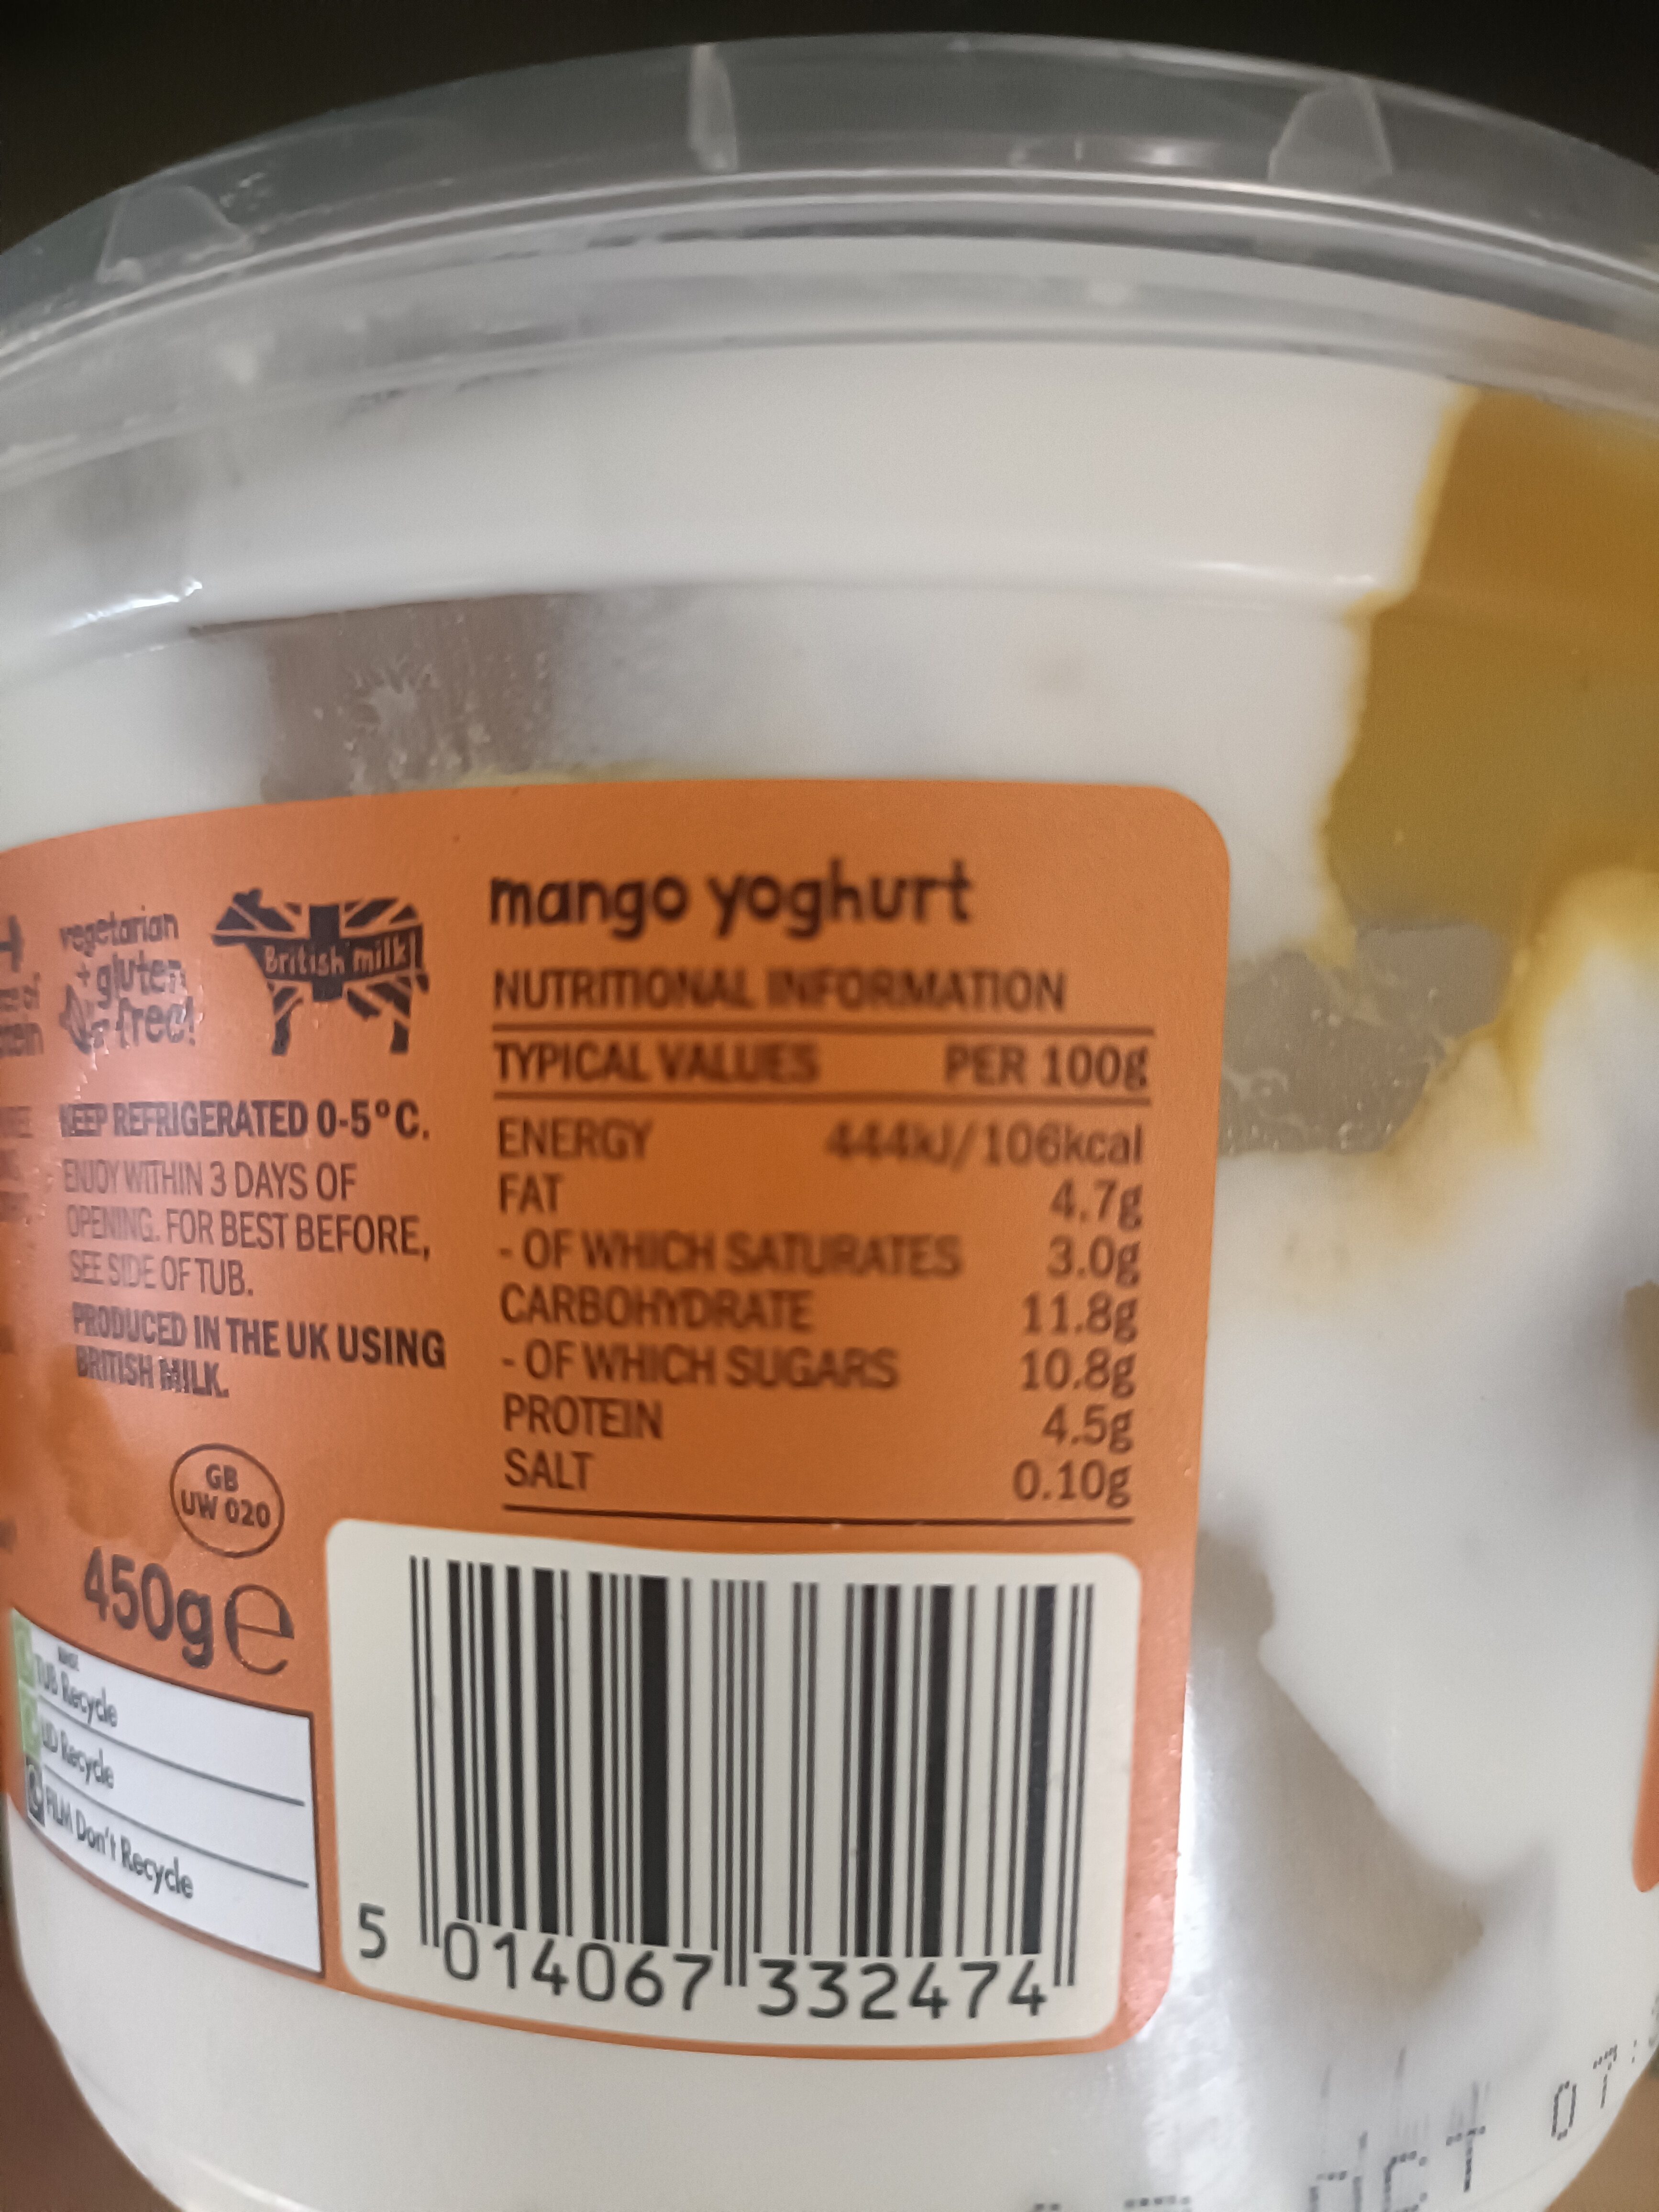 vegetarian
+ gluten
free!
British milk!
KEEP REFRIGERATED 0-5°C.
ENJOY WITHIN 3 DAYS OF
OPENING. FOR BEST BEFORE,
SEE SIDE OF TUB.
PRODUCED IN THE UK USING
BRITISH MILK.
GB
UW 020
450g e
TUB Recycle
LID Recycle
FILM Don't Recycle
mango yoghurt
NUTRITIONAL INFORMATION
TYPICAL VALUES PER 100g
ENERGY 444kJ/106kcal
FAT 4.7g
- OF WHICH SATURATES 3.0g
CARBOHYDRATE 11.8g
- OF WHICH SUGARS 10.8g
PROTEIN 4.5g
SALT 0.10g
5 014067 332474
OCT 07: